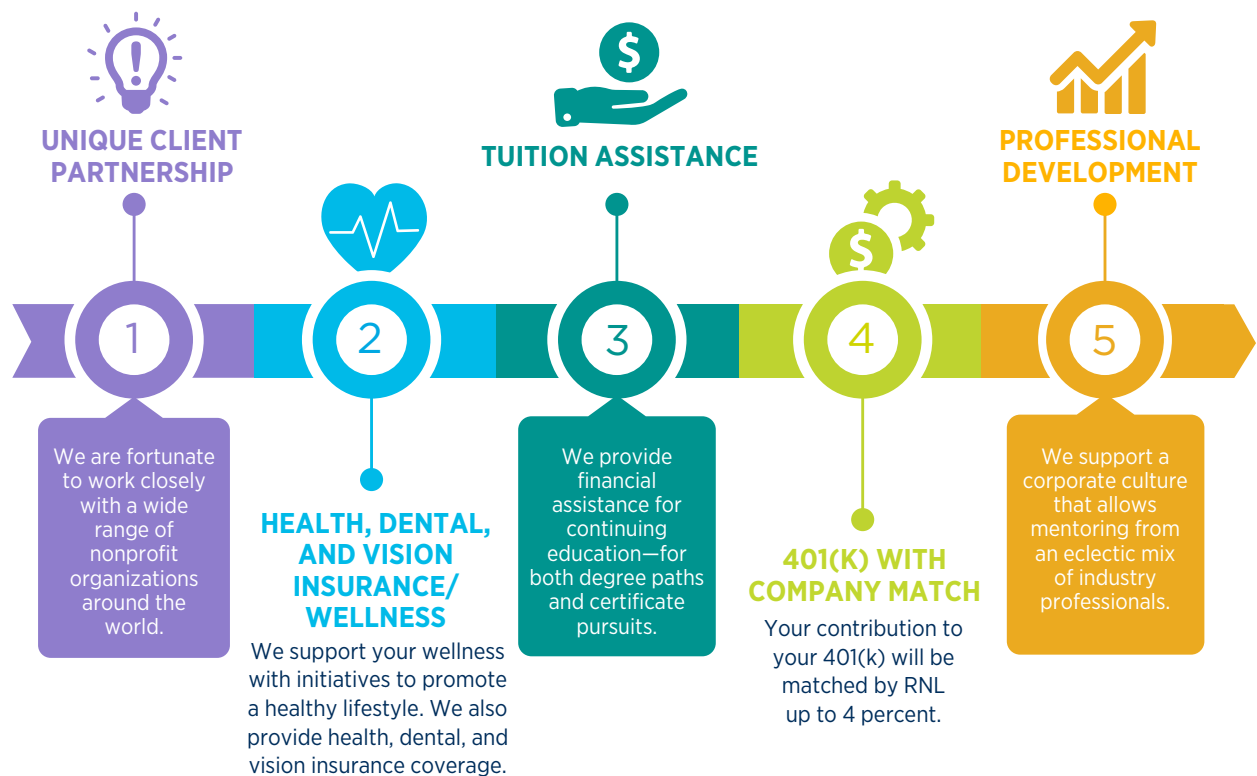 UNIQUE CLIENT
PARTNERSHIP
1
We are fortunate
to work closely
with a wide
range of
nonprofit
organizations
around the
world.
2
HEALTH, DENTAL,
AND VISION
INSURANCE/
WELLNESS
We support your wellness
with initiatives to promote
a healthy lifestyle. We also
provide health, dental, and
vision insurance coverage.
$
TUITION ASSISTANCE
3
We provide
financial
assistance for
continuing
education—for
both degree paths
and certificate
pursuits.
$
4
401(K) WITH
COMPANY MATCH
Your contribution to
your 401(k) will be
matched by RNL
up to 4 percent.
PROFESSIONAL
DEVELOPMENT
5
We support a
corporate culture
that allows
mentoring from
an eclectic mix
of industry
professionals.